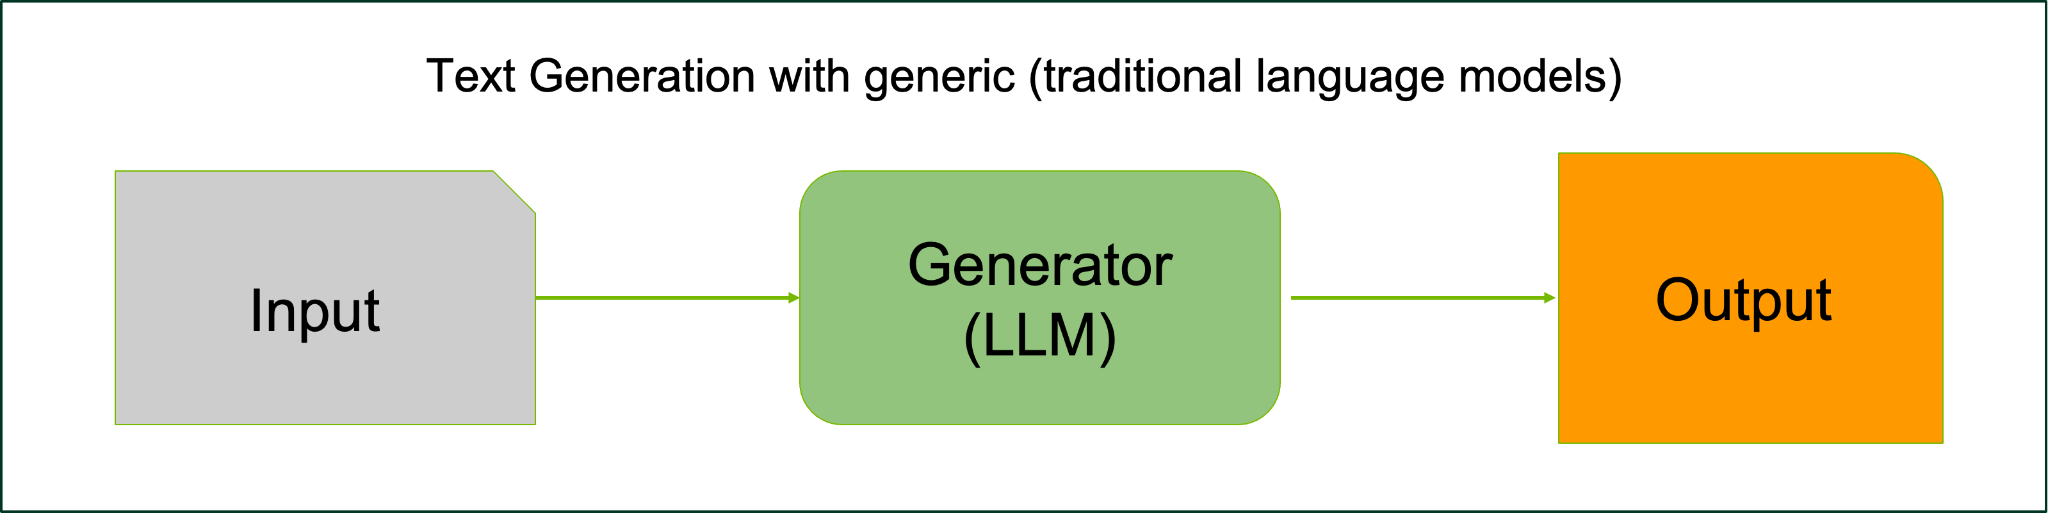 Text Generation with generic (traditional language models)
Input
Generator
(LLM)
Output